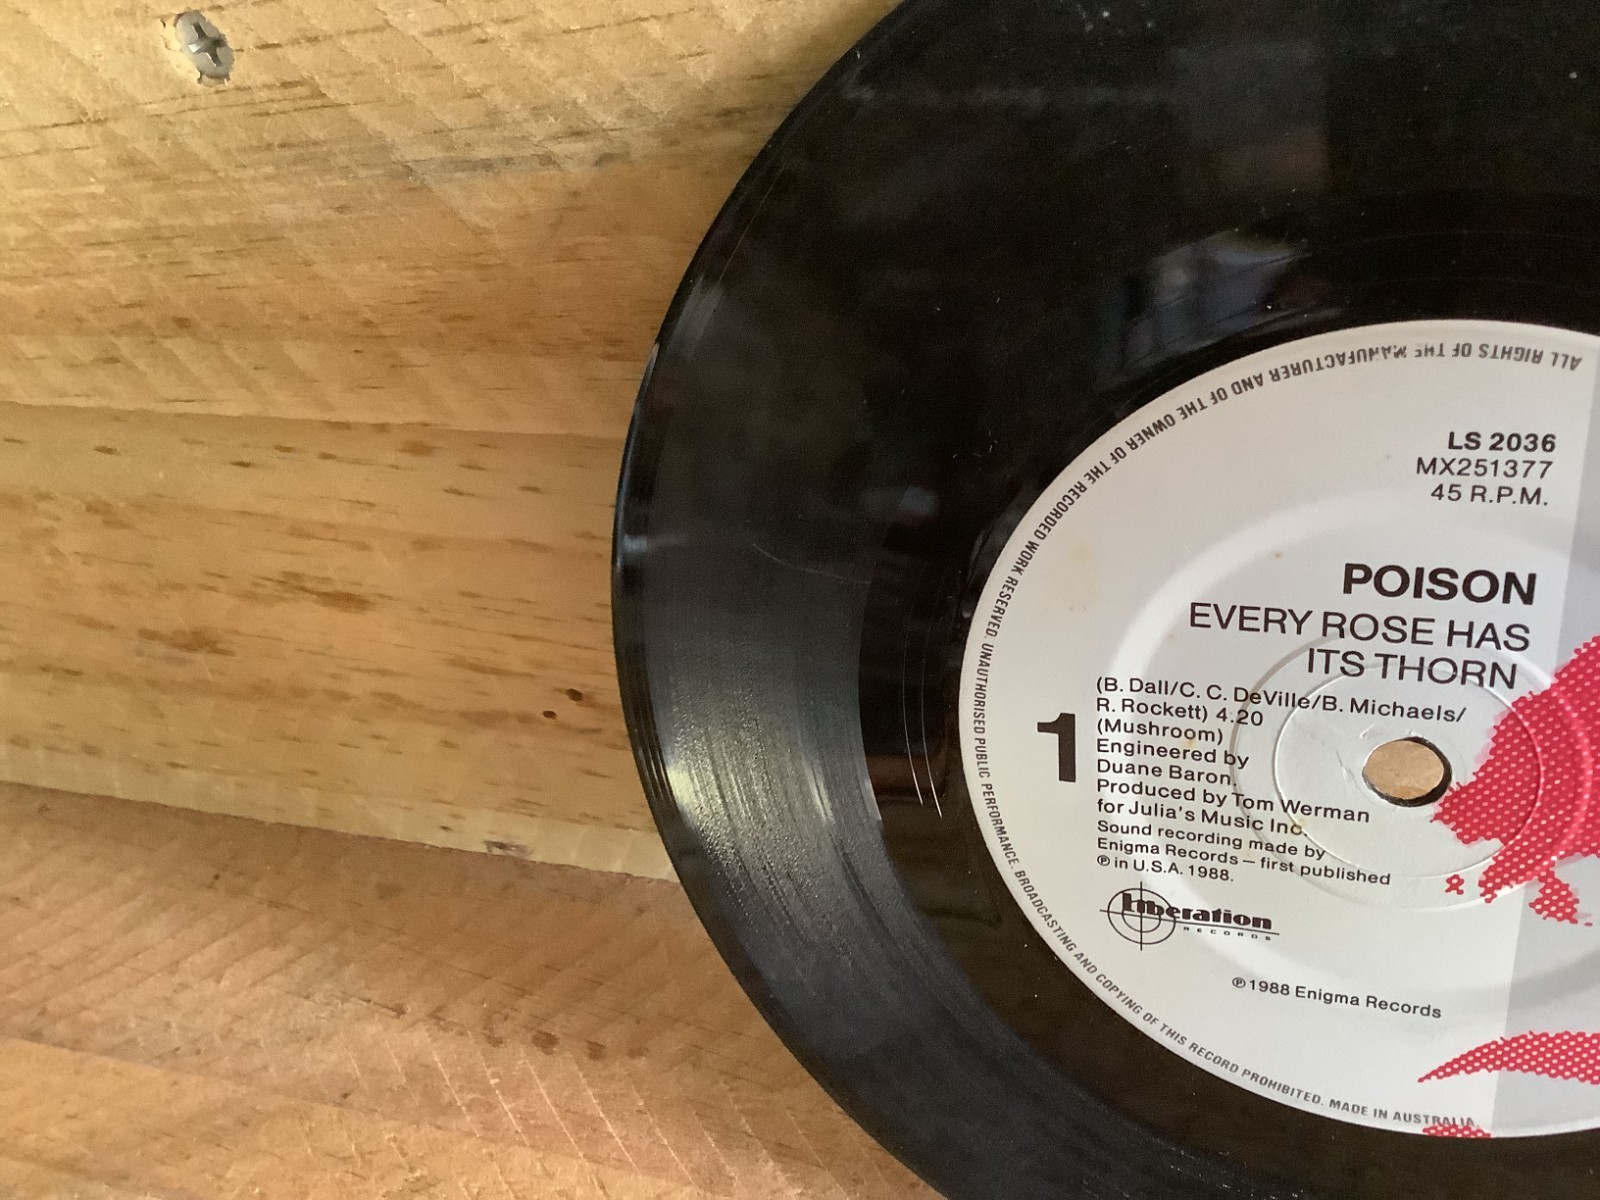 ALL RIGHTS OF THE MANUFACTURER AND OF THE OWNER OF THE RECORDED WORK RESERVED. UNAUTHORISED PUBLIC PERFORMANCE. BROADCASTING AND COPYING OF THIS RECORD PROHIBITED. MADE IN AUSTRALIA.
LS 2036
MX251377
45 R.P.M.
POISON
EVERY ROSE HAS
ITS THORN
(B. Dall/C. C. DeVille/B. Michaels/
R. Rockett) 4.20
(Mushroom)
1
Engineered by
Duane Baron.
Produced by Tom Werman
for Julia's Music Inc.
Sound recording made by
Enigma Records – first published
℗ in U.S.A. 1988.
Liberation
RECORDS
℗ 1988 Enigma Records